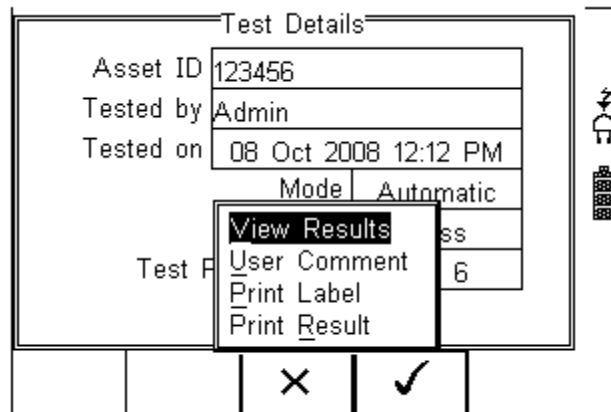 Test Details
Asset ID 123456
Tested by Admin
Tested on 08 Oct 2008 12:12 PM
Mode Automatic
View Results
User Comment
Test
6
Print Label
Print Result